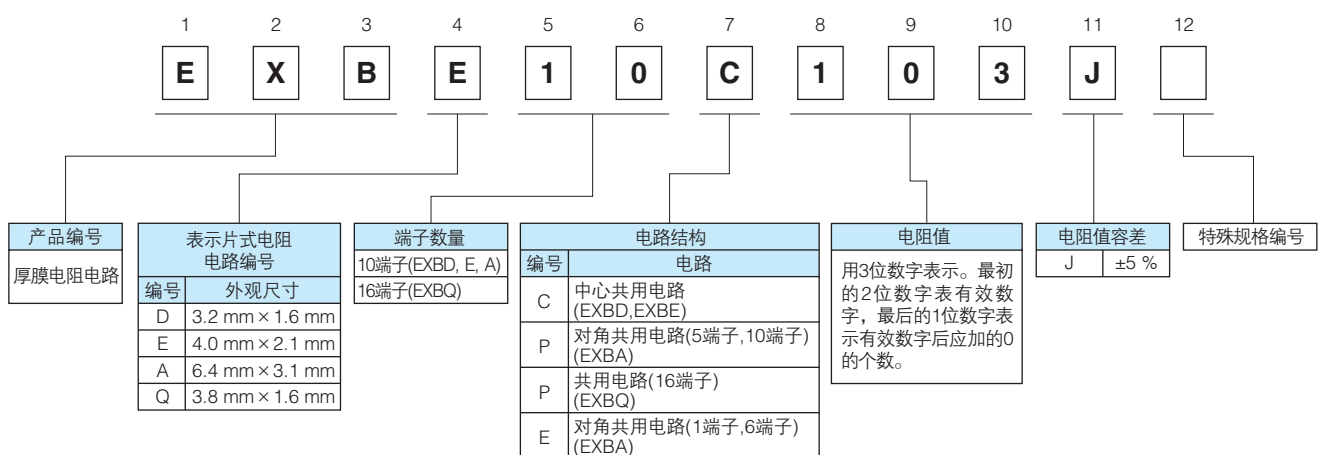 1 2 3 4 5 6 7 8 9 10 11 12
E X B E 1 0 C 1 0 3 J
产品编号
厚膜电阻电路
表示片式电阻
电路编号
编号 外观尺寸
D 3.2 mm×1.6 mm
E 4.0 mm×2.1 mm
A 6.4 mm×3.1 mm
Q 3.8 mm×1.6 mm
端子数量
10端子(EXBD, E, A)
16端子(EXBQ)
电路结构
编号 电路
C 中心共用电路
(EXBD,EXBE)
P 对角共用电路(5端子,10端子)
(EXBA)
P 共用电路(16端子)
(EXBQ)
E 对角共用电路(1端子,6端子)
(EXBA)
电阻值
用3位数字表示。最初
的2位数字表有效数
字，最后的1位数字表
示有效数字后应加的0
的个数。
电阻值容差
J ±5 %
特殊规格编号